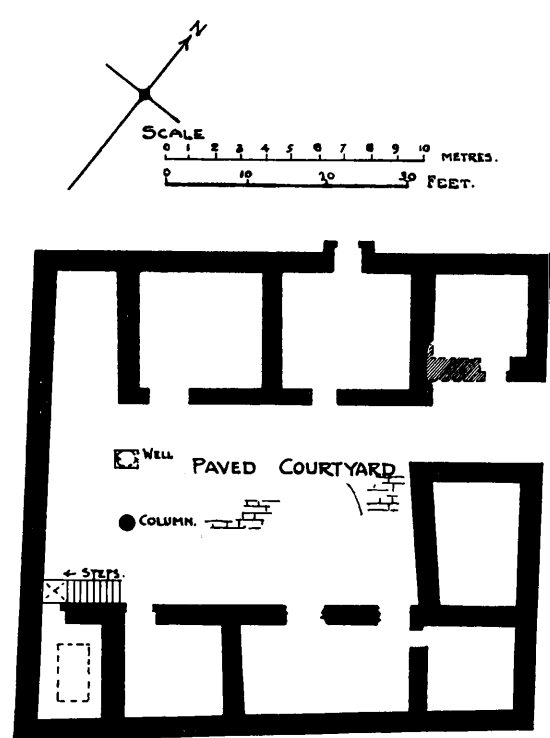 N
SCALE
0 1 2 3 4 5 6 7 8 9 10 METRES.
0 10 20 30 FEET.
WELL
PAVED COURTYARD
COLUMN.
← STEPS.